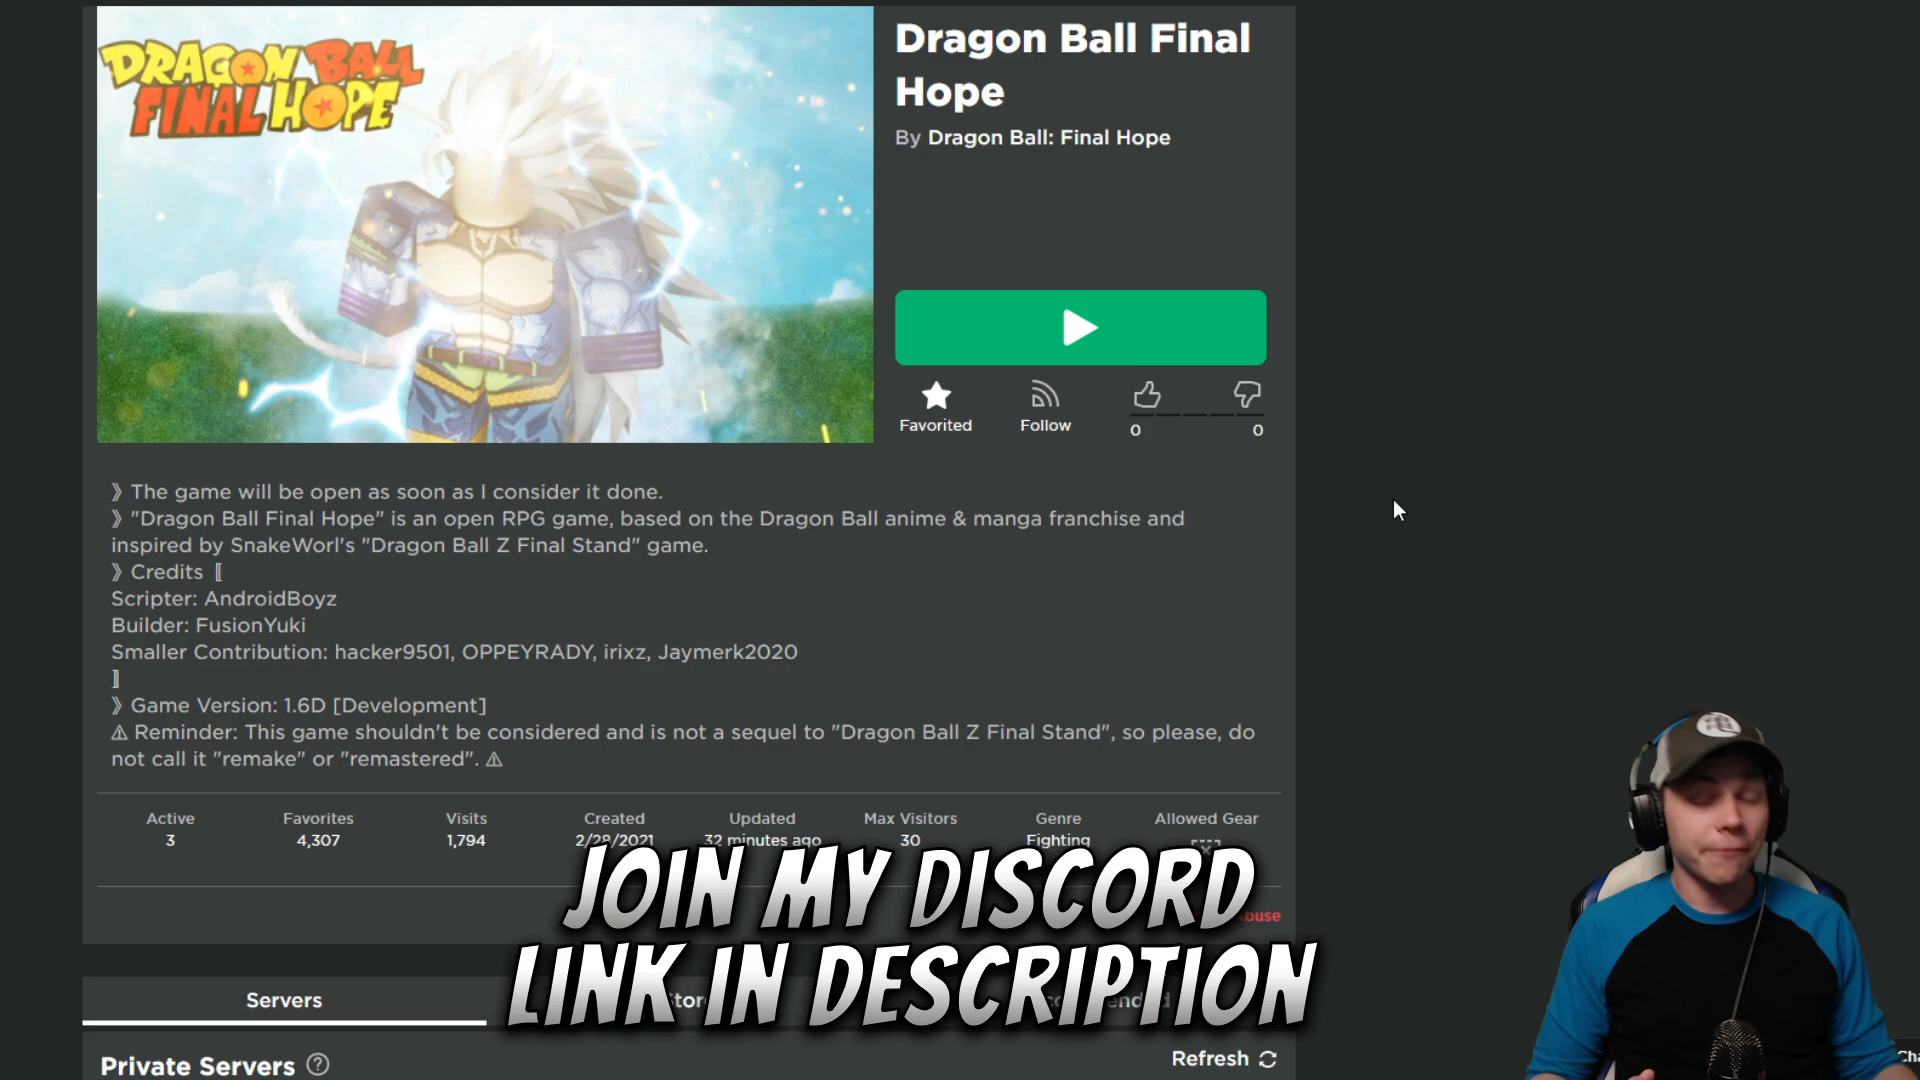 DRAGON BALL
FINAL HOPE
Dragon Ball Final
Hope
By Dragon Ball: Final Hope
Favorited
Follow
0
0
》The game will be open as soon as I consider it done.
》"Dragon Ball Final Hope" is an open RPG game, based on the Dragon Ball anime & manga franchise and
inspired by SnakeWorl's "Dragon Ball Z Final Stand" game.
》Credits〚
Scripter: AndroidBoyz
Builder: FusionYuki
Smaller Contribution: hacker9501, OPPEYRADY, irixz, Jaymerk2020
〛
》Game Version: 1.6D [Development]
⚠ Reminder: This game shouldn't be considered and is not a sequel to "Dragon Ball Z Final Stand", so please, do
not call it "remake" or "remastered". ⚠
Active Favorites Visits Created Updated Max Visitors Genre Allowed Gear
3 4,307 1,794 2/28/2021 32 minutes ago 30 Fighting
JOIN MY DISCORD
LINK IN DESCRIPTION
Servers
Private Servers ?
Refresh